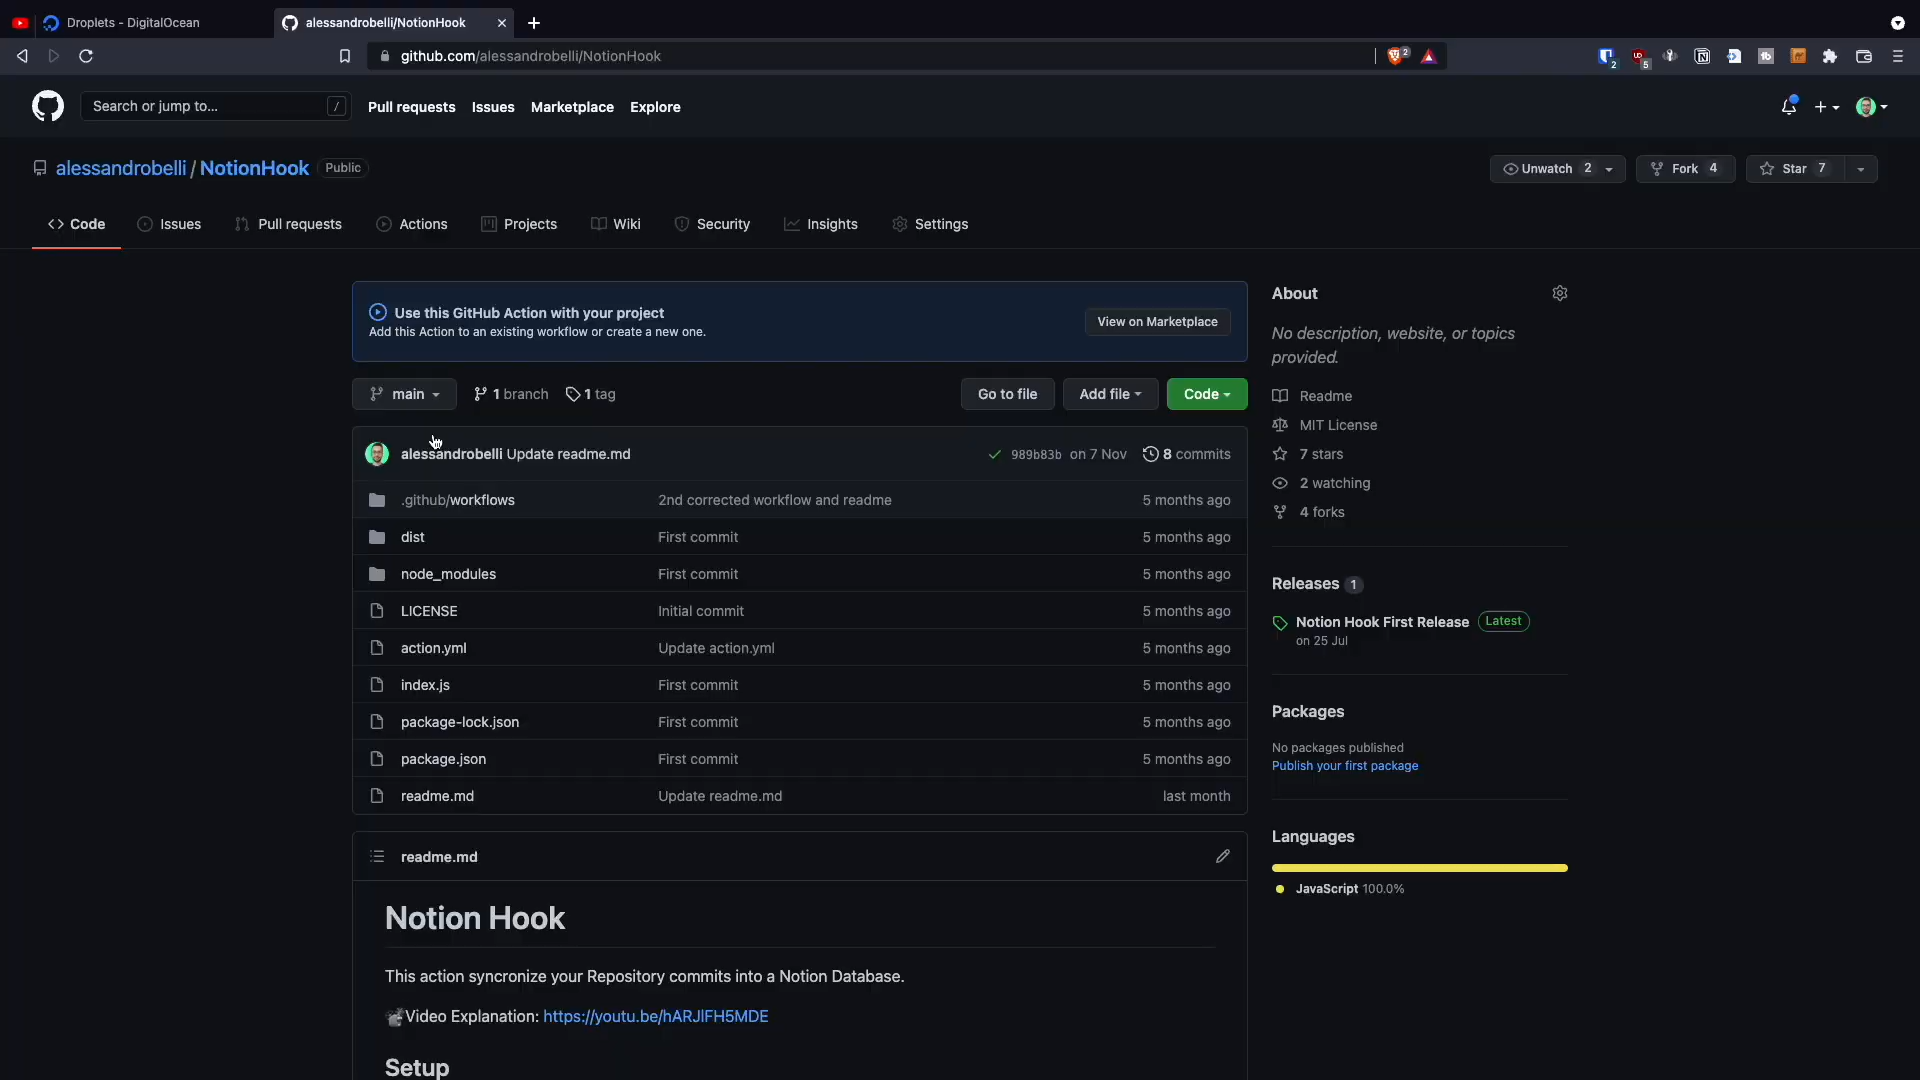 Droplets - DigitalOcean
alessandrobelli/NotionHook
github.com/alessandrobelli/NotionHook
2
2
5
Search or jump to... /
Pull requests Issues Marketplace Explore
alessandrobelli / NotionHook Public
Unwatch 2
Fork 4
Star 7
Code Issues Pull requests Actions Projects Wiki Security Insights Settings
Use this GitHub Action with your project
Add this Action to an existing workflow or create a new one.
View on Marketplace
main 1 branch 1 tag
Go to file Add file Code
alessandrobelli Update readme.md 989b83b on 7 Nov 8 commits
.github/workflows 2nd corrected workflow and readme 5 months ago
dist First commit 5 months ago
node_modules First commit 5 months ago
LICENSE Initial commit 5 months ago
action.yml Update action.yml 5 months ago
index.js First commit 5 months ago
package-lock.json First commit 5 months ago
package.json First commit 5 months ago
readme.md Update readme.md last month
readme.md
Notion Hook
This action syncronize your Repository commits into a Notion Database.
Video Explanation: https://youtu.be/hARJIFH5MDE
Setup
About
No description, website, or topics
provided.
Readme
MIT License
7 stars
2 watching
4 forks
Releases 1
Notion Hook First Release Latest
on 25 Jul
Packages
No packages published
Publish your first package
Languages
JavaScript 100.0%